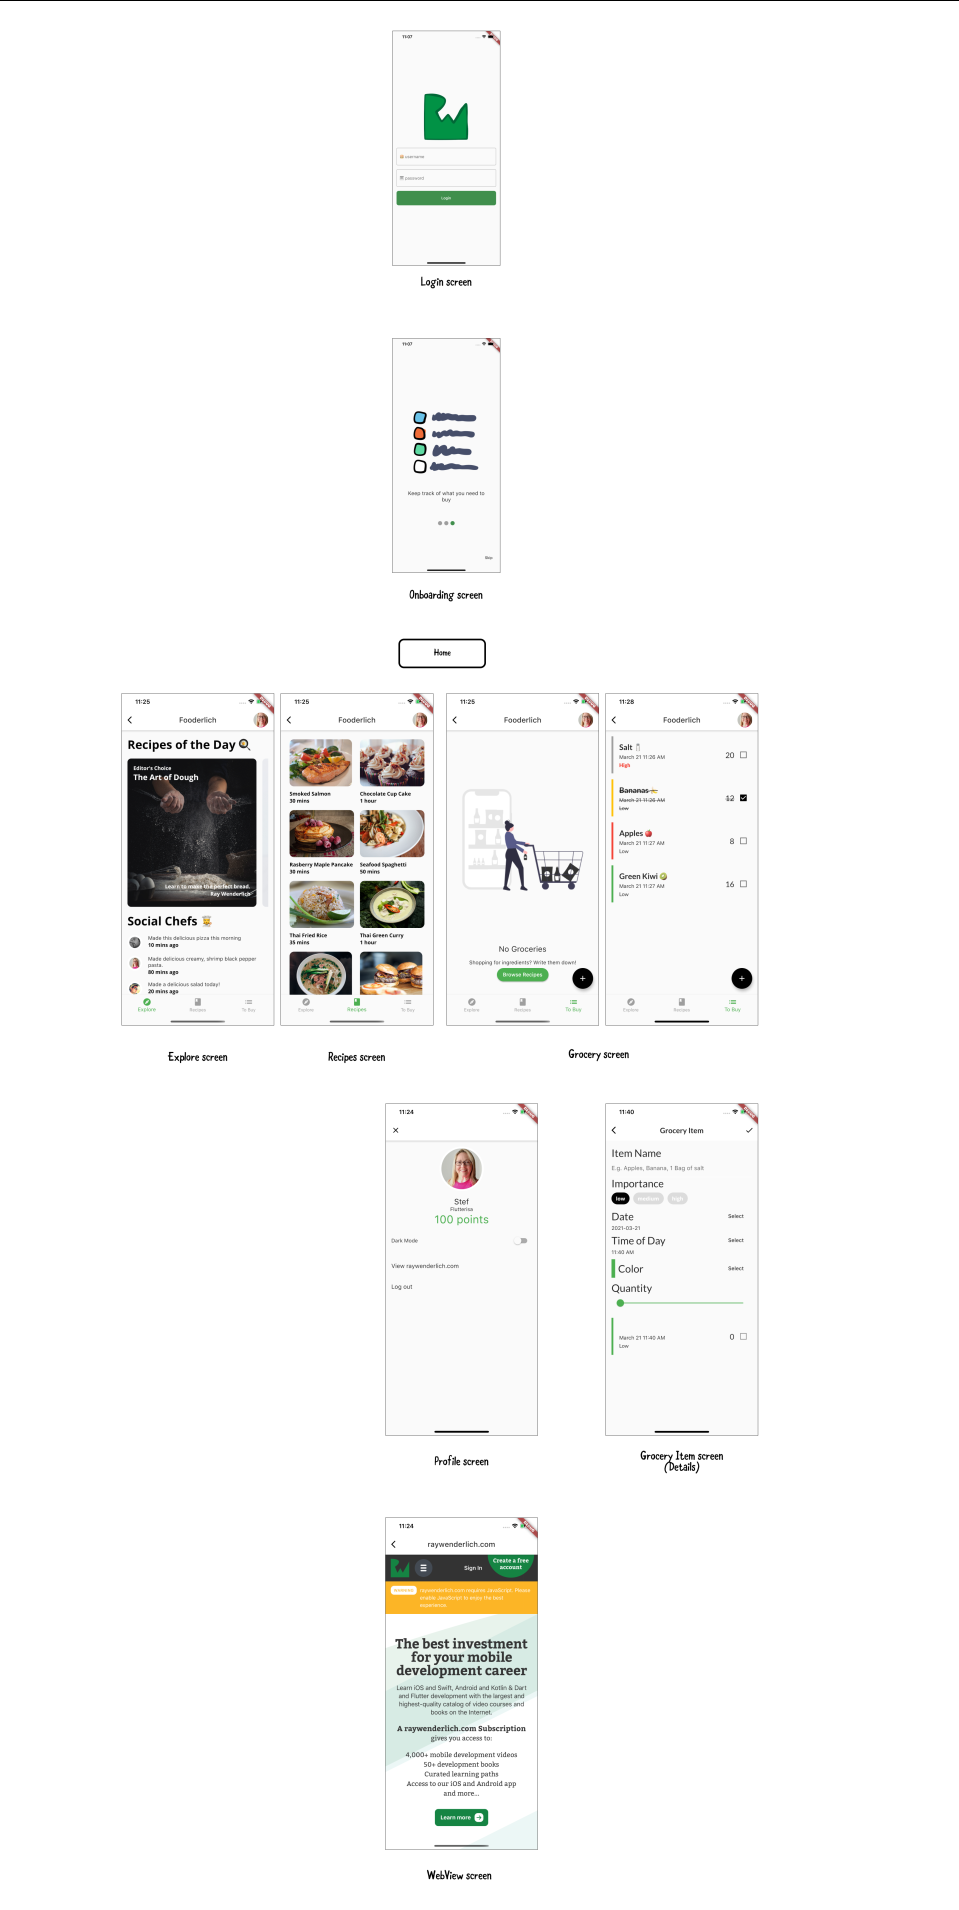 11:07
username
password
Login
Login screen
11:07
Keep track of what you need to
buy
Skip
Onboarding screen
Home
11:25
Fooderlich
Recipes of the Day
Editor's Choice
The Art of Dough
Learn to make the perfect bread.
Ray Wenderlich
Social Chefs
Made this delicious pizza this morning
10 mins ago
Made delicious creamy, shrimp black pepper
pasta.
80 mins ago
Made a delicious salad today!
20 mins ago
Explore
Recipes
To Buy
Explore screen
11:25
Fooderlich
Smoked Salmon
30 mins
Chocolate Cup Cake
1 hour
Rasberry Maple Pancake
30 mins
Seafood Spaghetti
50 mins
Thai Fried Rice
35 mins
Thai Green Curry
1 hour
Explore
Recipes
To Buy
Recipes screen
11:25
Fooderlich
No Groceries
Shopping for ingredients? Write them down!
Browse Recipes
+
Explore
Recipes
To Buy
11:28
Fooderlich
Salt
March 21 11:26 AM
High
20
Bananas
March 21 11:26 AM
Low
12
Apples
March 21 11:27 AM
Low
8
Green Kiwi
March 21 11:27 AM
Low
16
+
Explore
Recipes
To Buy
Grocery screen
11:24
Stef
Flutterista
100 points
Dark Mode
View raywenderlich.com
Log out
Profile screen
11:40
Grocery Item
Item Name
E.g. Apples, Banana, 1 Bag of salt
Importance
low medium high
Date Select
2021-03-21
Time of Day Select
11:40 AM
Color Select
Quantity
March 21 11:40 AM
Low
0
Grocery Item screen
(Details)
11:24
raywenderlich.com
Sign in
Create a free
account
raywenderlich.com requires JavaScript. Please
enable JavaScript to enjoy the best
experience.
The best investment
for your mobile
development career
Learn iOS and Swift, Android and Kotlin & Dart
and Flutter development with the largest and
highest-quality catalog of video courses and
books on the Internet.
A raywenderlich.com Subscription
gives you access to:
4,000+ mobile development videos
50+ development books
Curated learning paths
Access to our iOS and Android app
and more...
Learn more
WebView screen